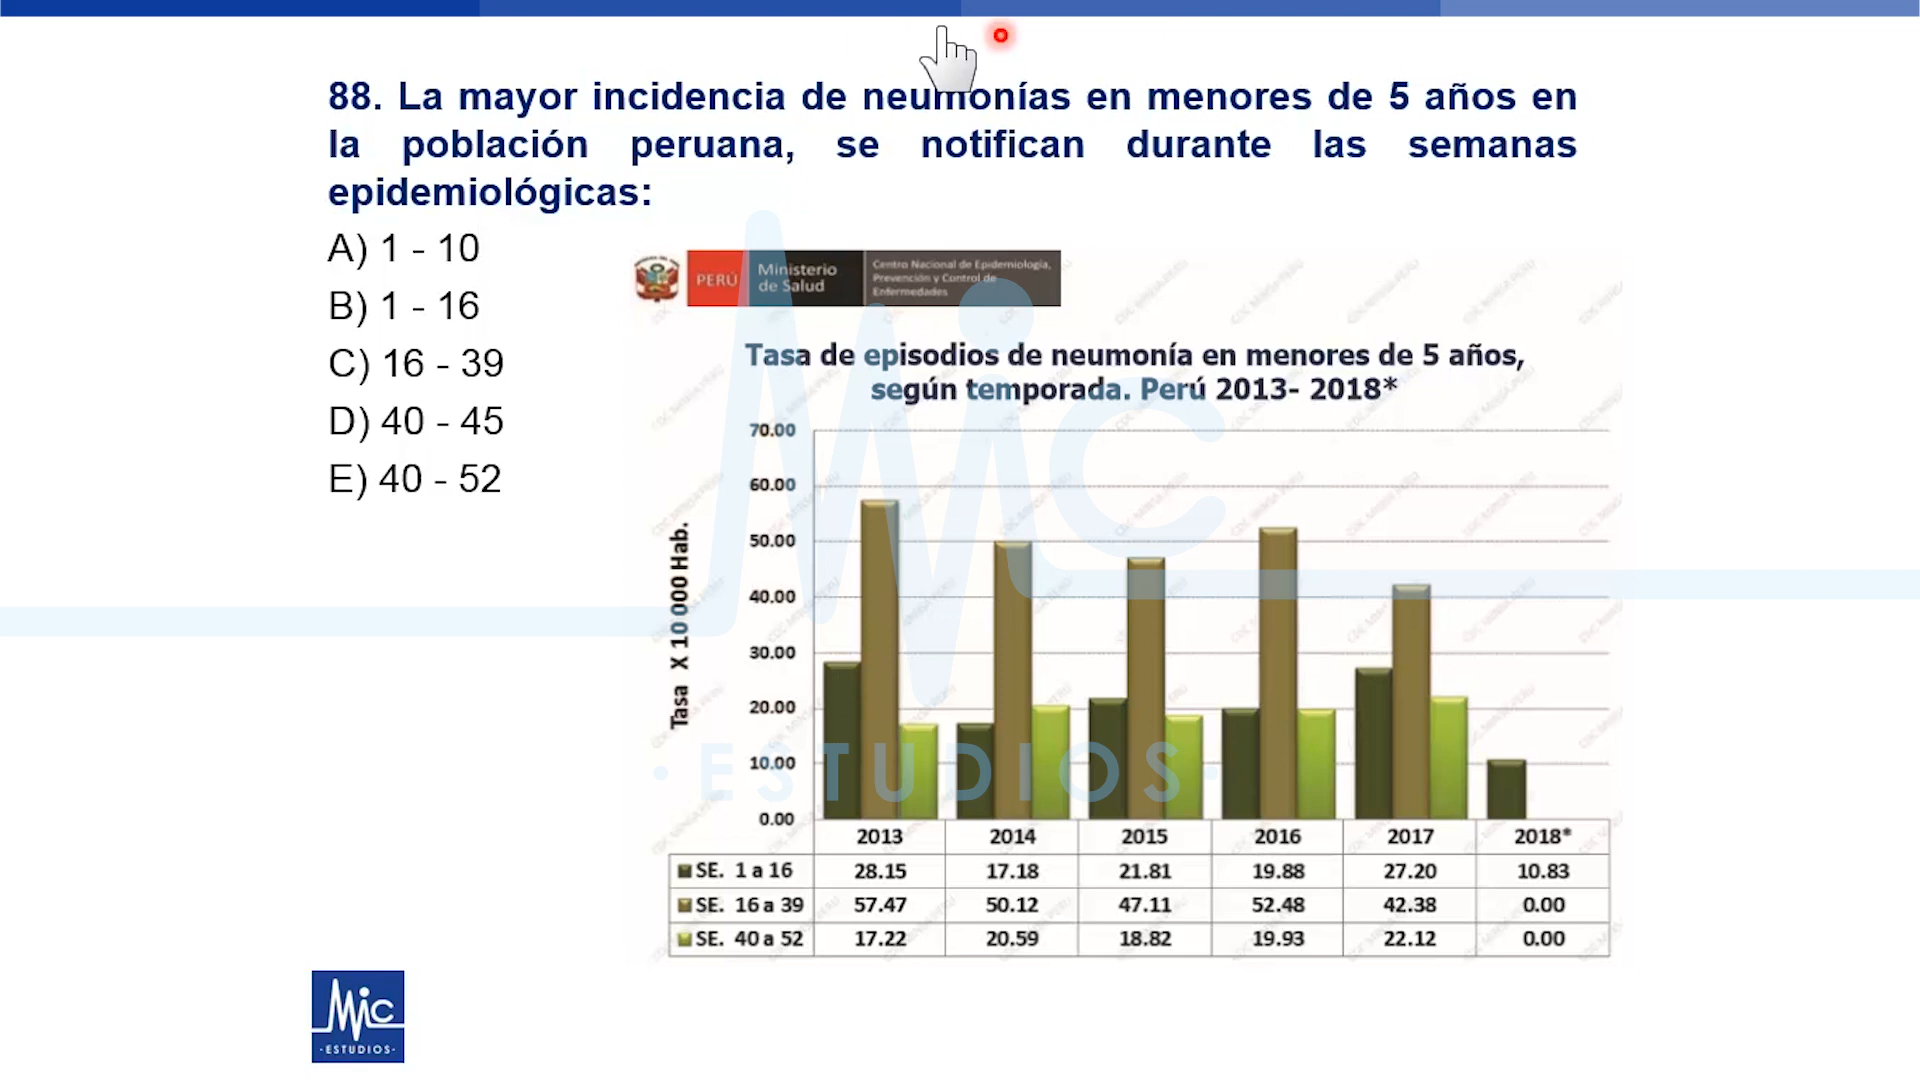 88. La mayor incidencia de neumonías en menores de 5 años en
la población peruana, se notifican durante las semanas
epidemiológicas:
A) 1 - 10
B) 1 - 16
C) 16 - 39
D) 40 - 45
E) 40 - 52
PERÚ
Ministerio
de Salud
Centro Nacional de Epidemiología,
Prevención y Control de
Enfermedades
Tasa de episodios de neumonía en menores de 5 años,
según temporada. Perú 2013- 2018*
70.00
60.00
50.00
40.00
30.00
20.00
10.00
0.00
Tasa X 10 000 Hab.
2013 2014 2015 2016 2017 2018*
SE. 1 a 16 28.15 17.18 21.81 19.88 27.20 10.83
SE. 16 a 39 57.47 50.12 47.11 52.48 42.38 0.00
SE. 40 a 52 17.22 20.59 18.82 19.93 22.12 0.00
Mic
·ESTUDIOS·
Mic
·ESTUDIOS·